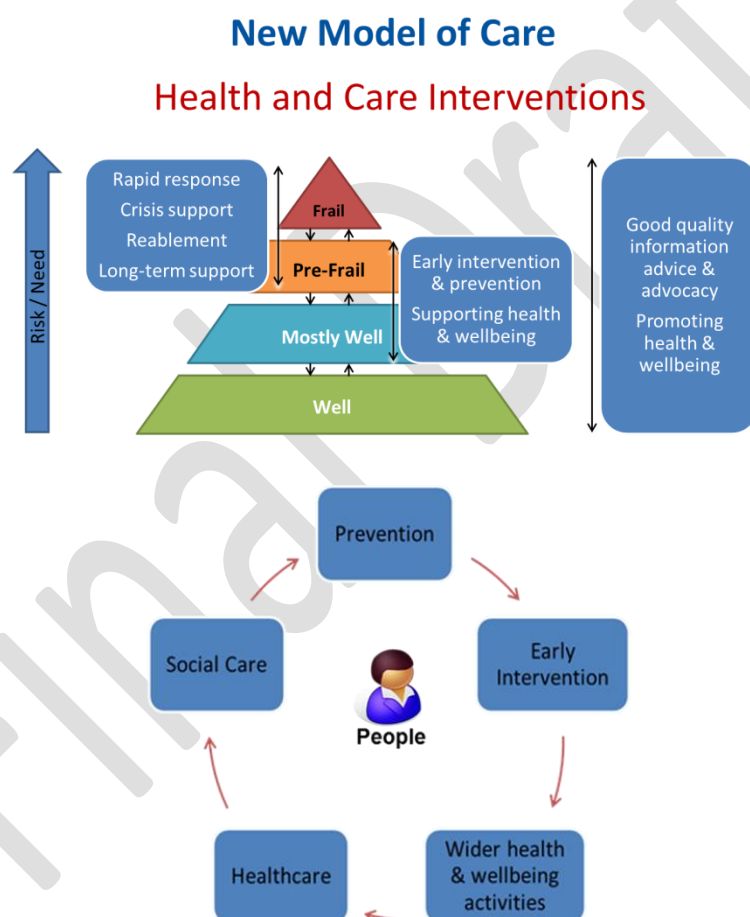 New Model of Care
Health and Care Interventions
Risk / Need
Rapid response
Crisis support
Reablement
Long-term support
Frail
Pre-Frail
Mostly Well
Well
Early intervention
& prevention
Supporting health
& wellbeing
Good quality
information
advice &
advocacy
Promoting
health &
wellbeing
Prevention
Early
Intervention
Wider health
& wellbeing
activities
Healthcare
Social Care
People
Final Draf